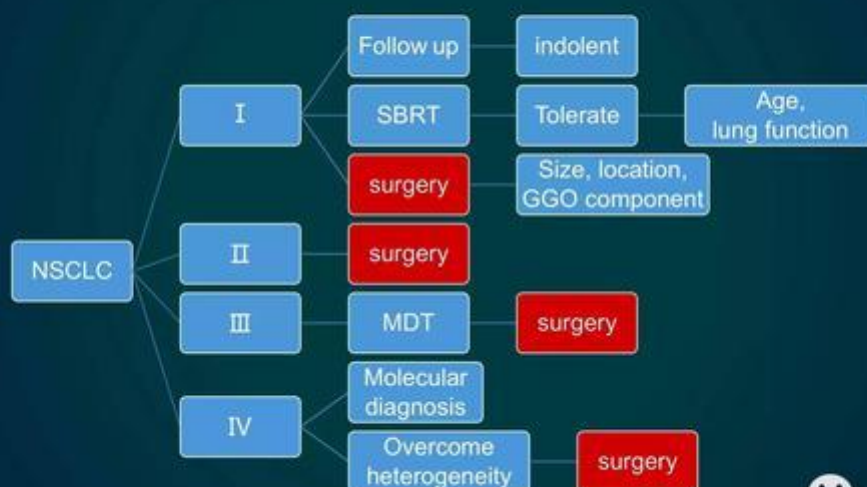 Follow up
indolent
I
SBRT
Tolerate
Age,
lung function
surgery
Size, location,
GGO component
NSCLC
II
surgery
III
MDT
surgery
IV
Molecular
diagnosis
Overcome
heterogeneity
surgery